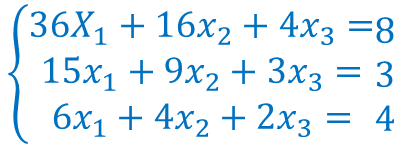 36X₁ + 16x₂ + 4x₃ =8
15x₁ + 9x₂ + 3x₃ = 3
6x₁ + 4x₂ + 2x₃ = 4